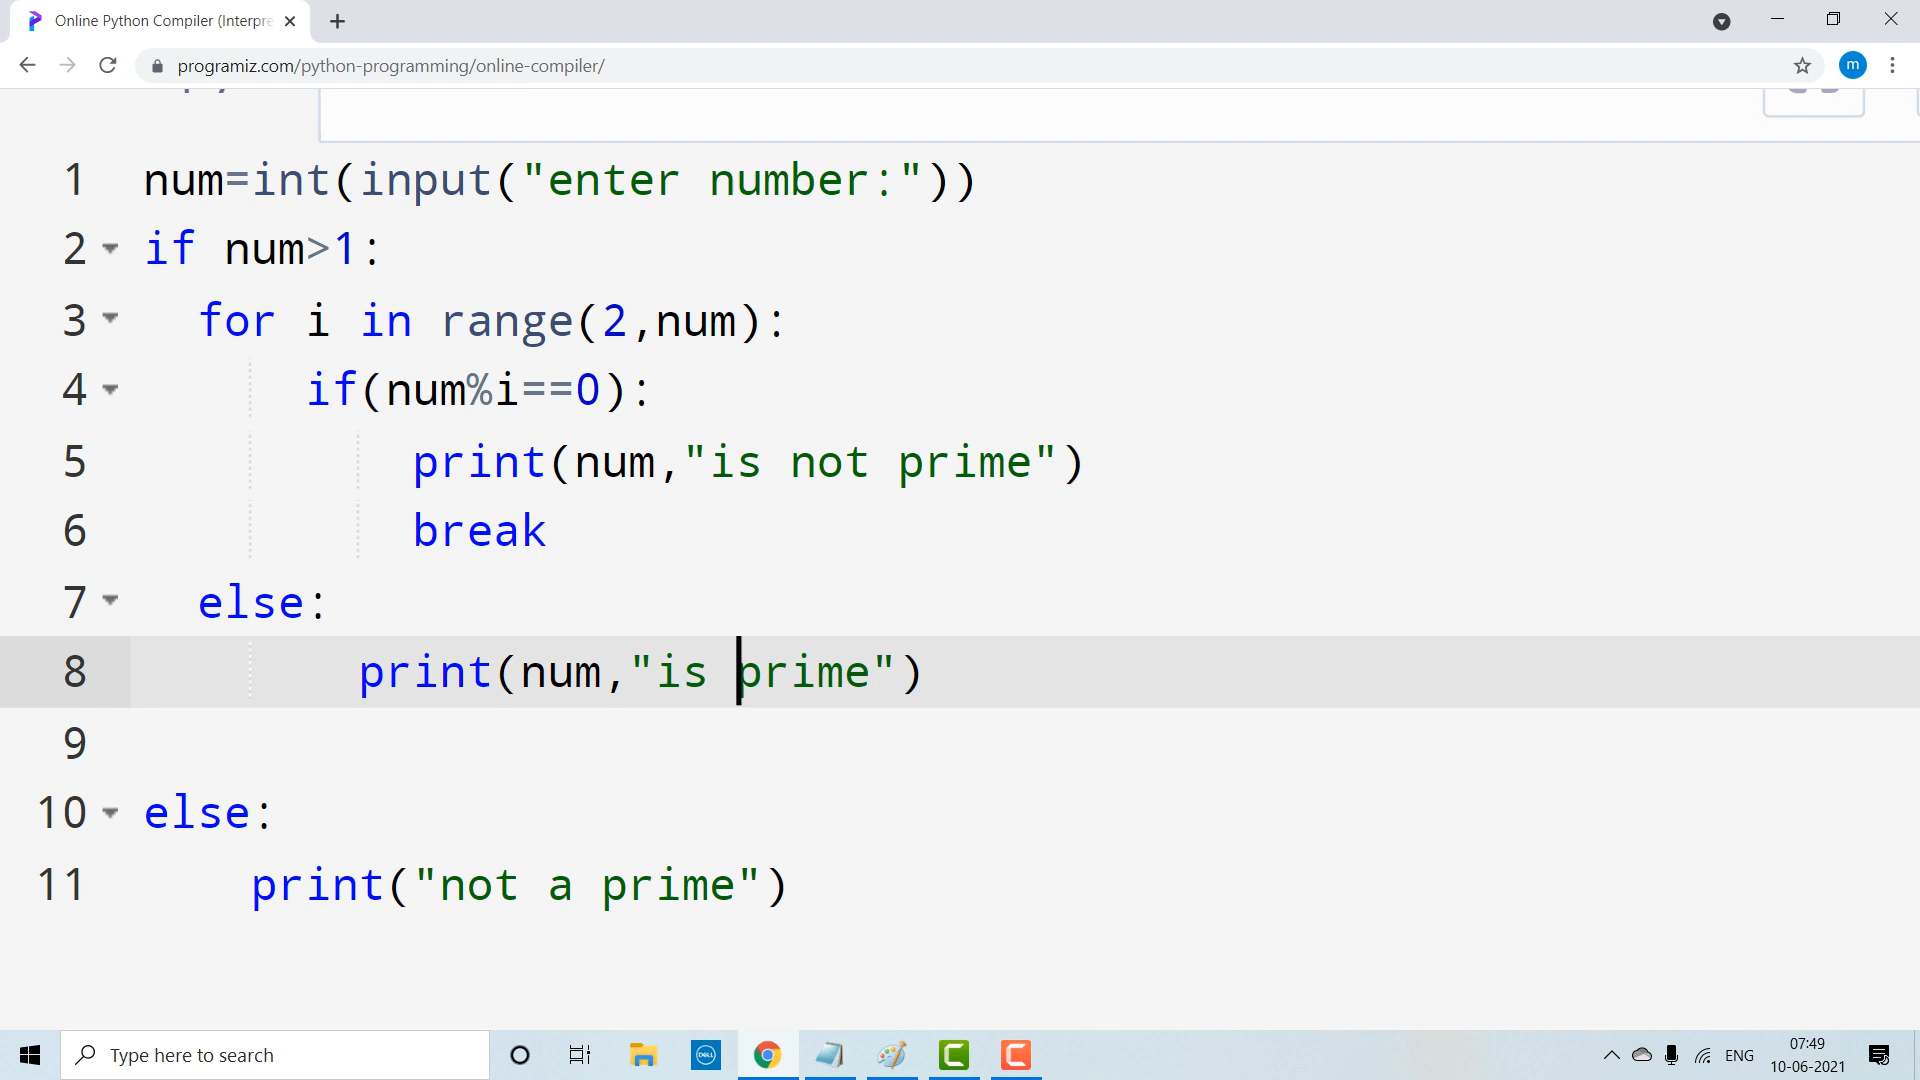 Online Python Compiler (Interpre
programiz.com/python-programming/online-compiler/
m
1 num=int(input("enter number:"))
2 if num>1:
3 for i in range(2,num):
4 if(num%i==0):
5 print(num,"is not prime")
6 break
7 else:
8 print(num,"is prime")
9
10 else:
11 print("not a prime")
Type here to search
DELL
ENG
07:49
10-06-2021